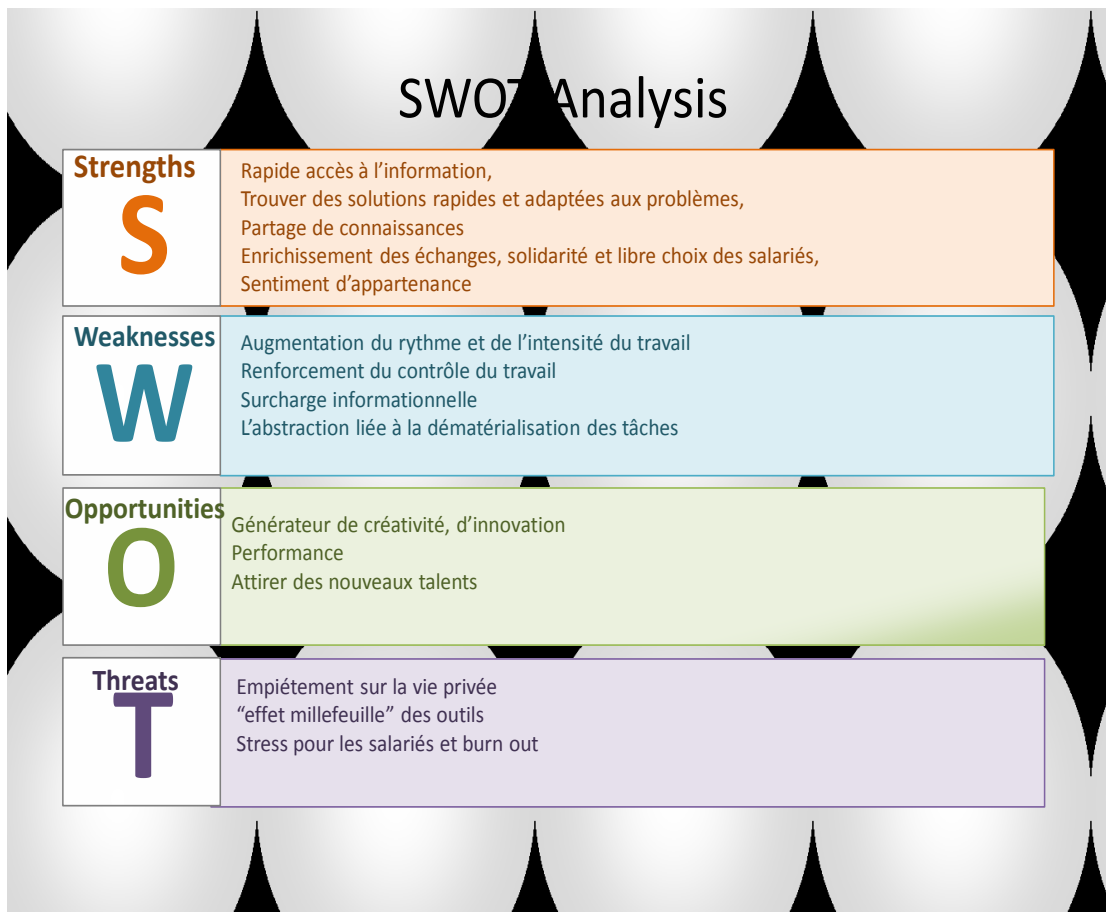 SWOT Analysis
Strengths
S
Rapide accès à l’information,
Trouver des solutions rapides et adaptées aux problèmes,
Partage de connaissances
Enrichissement des échanges, solidarité et libre choix des salariés,
Sentiment d’appartenance
Weaknesses
W
Augmentation du rythme et de l’intensité du travail
Renforcement du contrôle du travail
Surcharge informationnelle
L’abstraction liée à la dématérialisation des tâches
Opportunities
O
Générateur de créativité, d’innovation
Performance
Attirer des nouveaux talents
Threats
T
Empiétement sur la vie privée
“effet millefeuille” des outils
Stress pour les salariés et burn out